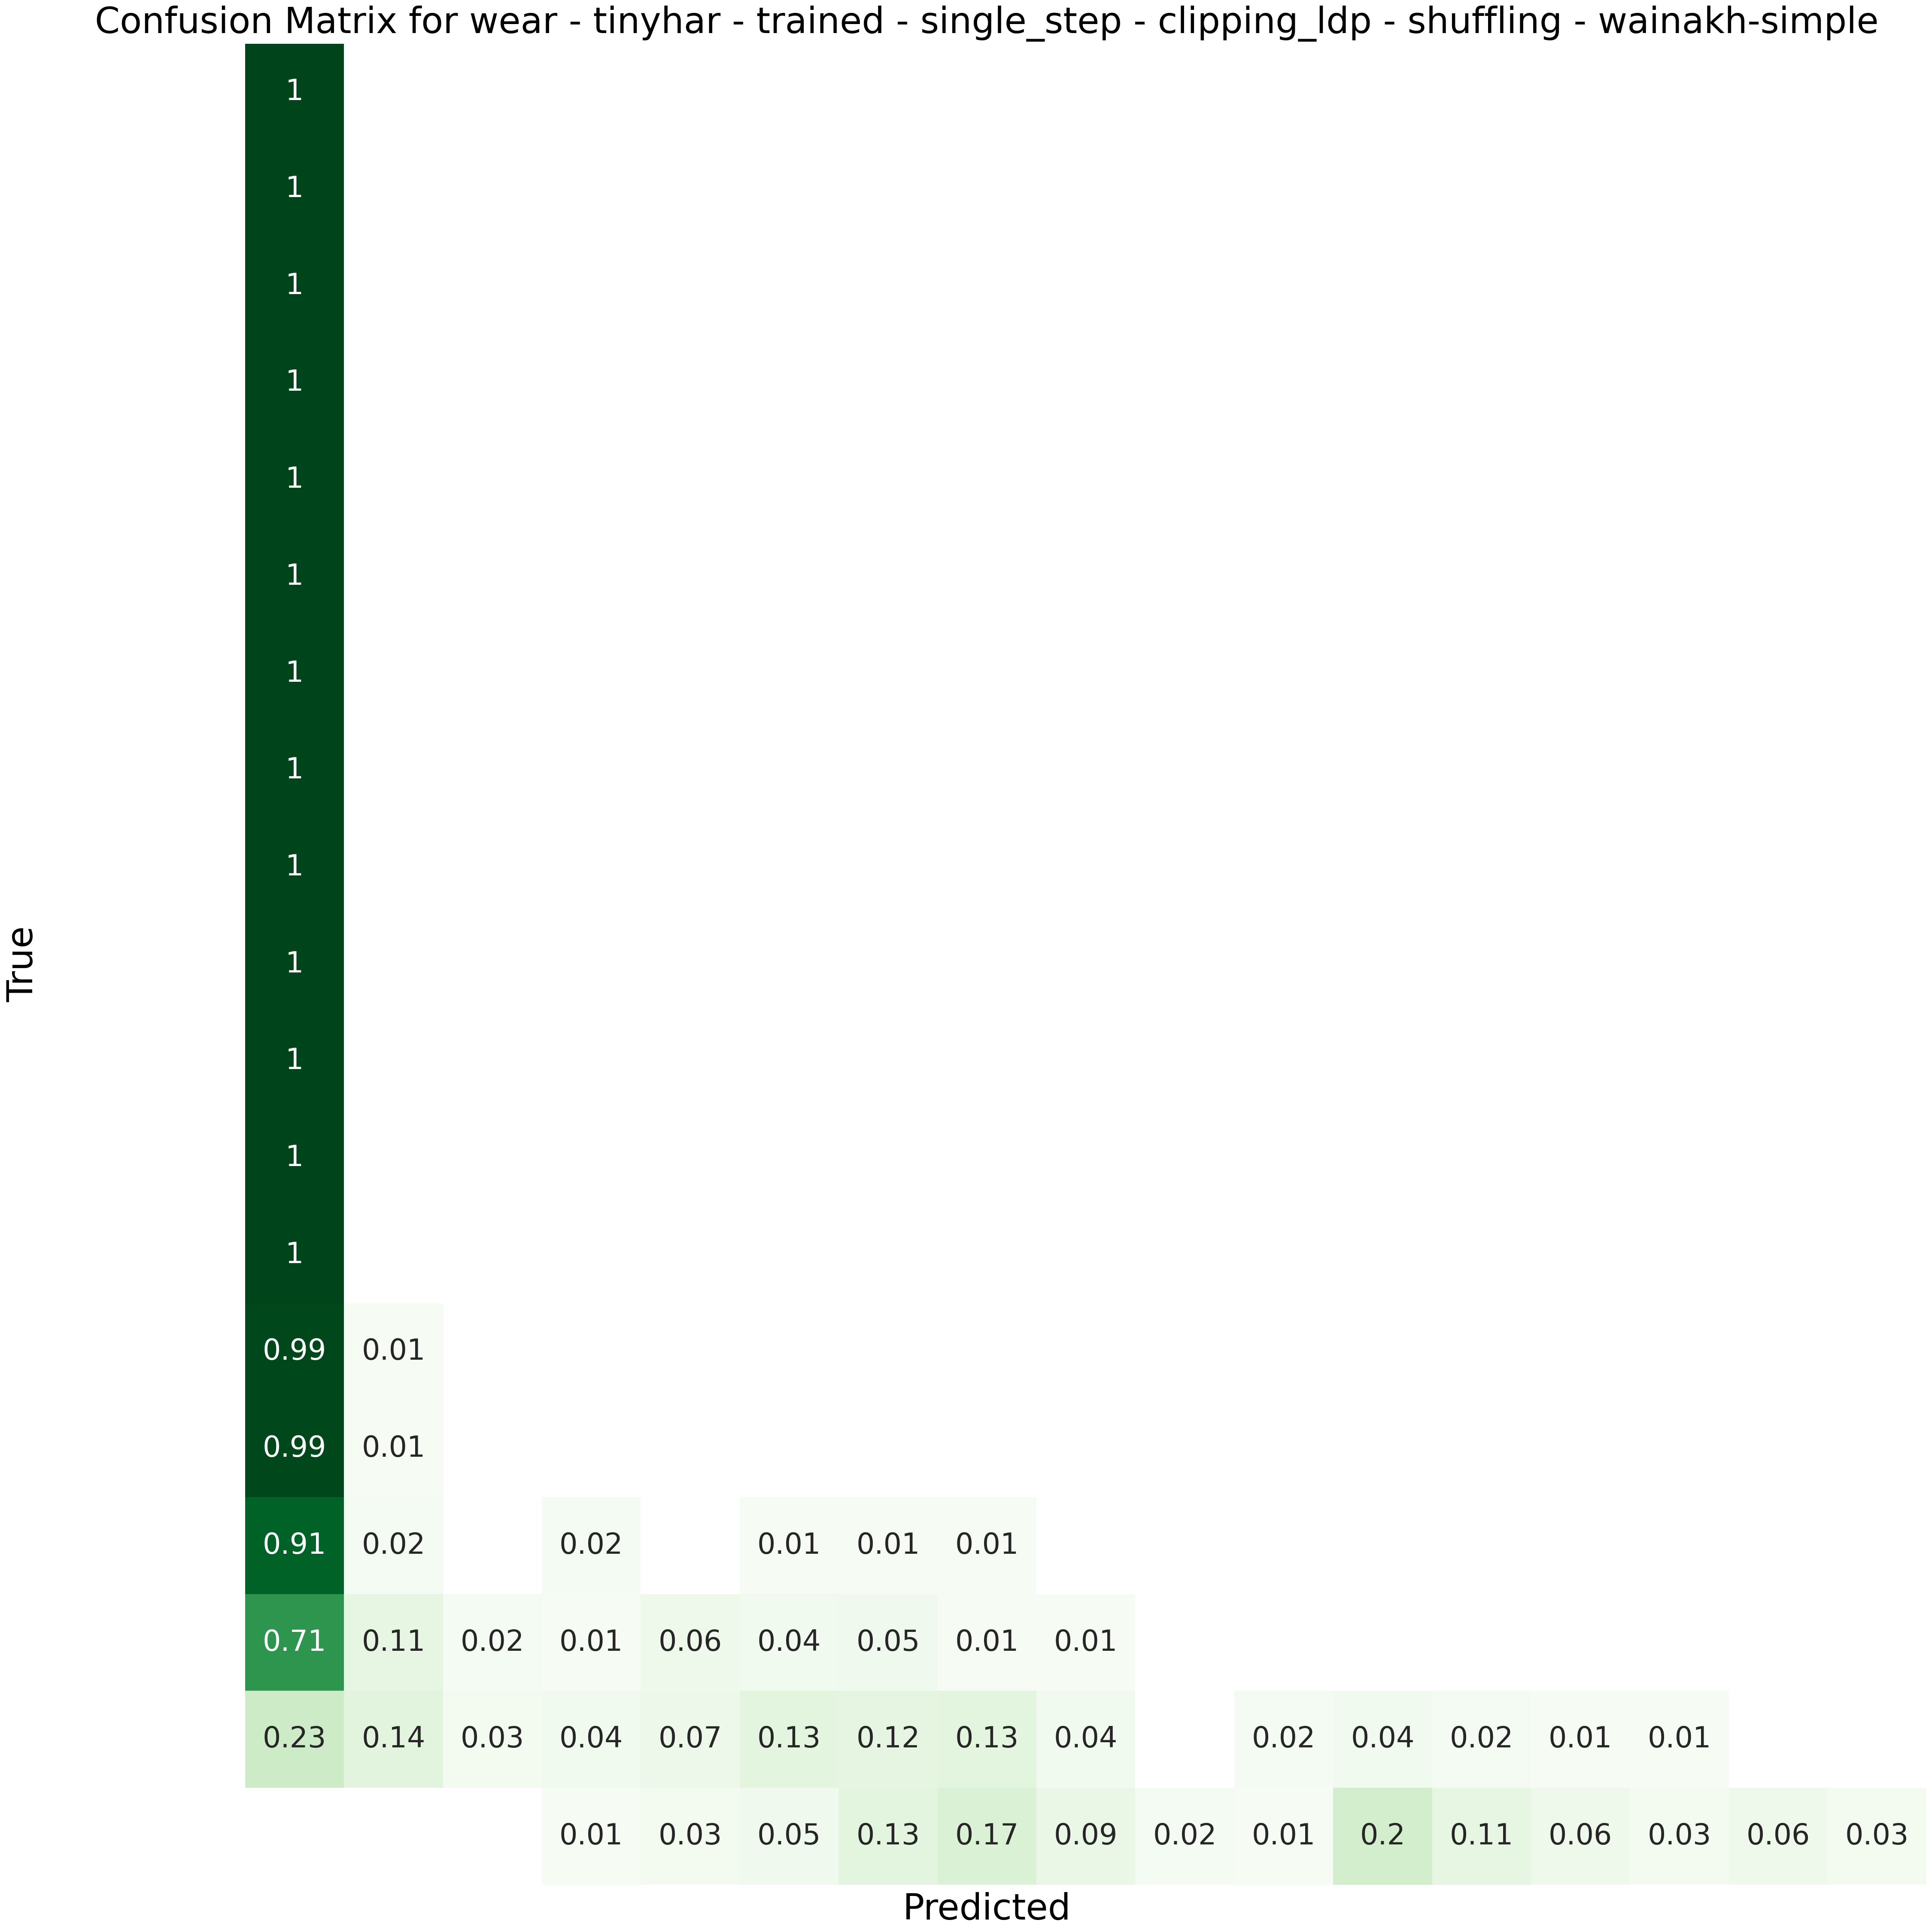 Confusion Matrix for wear - tinyhar - trained - single_step - clipping_ldp - shuffling - wainakh-simple
1
1
1
1
1
1
1
1
1
1
1
1
1
0.99 0.01
0.99 0.01
0.91 0.02 0.02 0.01 0.01 0.01
0.71 0.11 0.02 0.01 0.06 0.04 0.05 0.01 0.01
0.23 0.14 0.03 0.04 0.07 0.13 0.12 0.13 0.04 0.02 0.04 0.02 0.01 0.01
0.01 0.03 0.05 0.13 0.17 0.09 0.02 0.01 0.2 0.11 0.06 0.03 0.06 0.03
True
Predicted